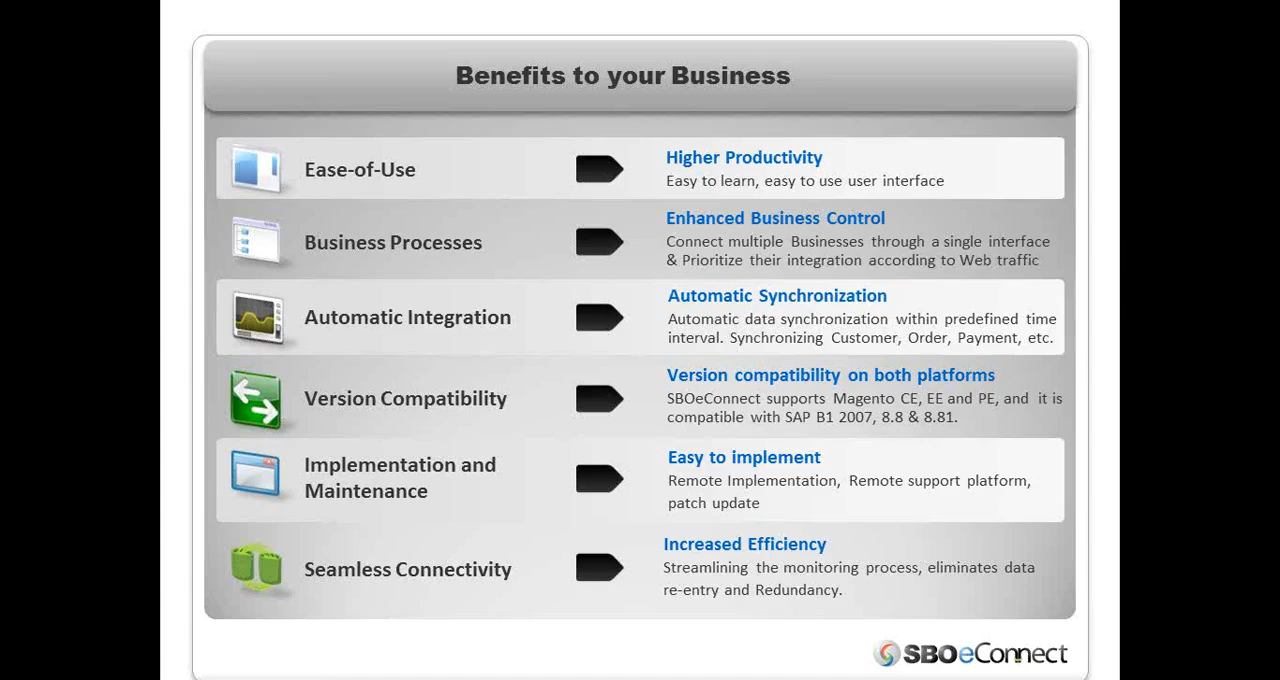 Benefits to your Business
Ease-of-Use
Higher Productivity
Easy to learn, easy to use user interface
Business Processes
Enhanced Business Control
Connect multiple Businesses through a single interface
& Prioritize their integration according to Web traffic
Automatic Integration
Automatic Synchronization
Automatic data synchronization within predefined time
interval. Synchronizing Customer, Order, Payment, etc.
Version Compatibility
Version compatibility on both platforms
SBOeConnect supports Magento CE, EE and PE, and it is
compatible with SAP B1 2007, 8.8 & 8.81.
Implementation and
Maintenance
Easy to implement
Remote Implementation, Remote support platform,
patch update
Seamless Connectivity
Increased Efficiency
Streamlining the monitoring process, eliminates data
re-entry and Redundancy.
SBOeConnect